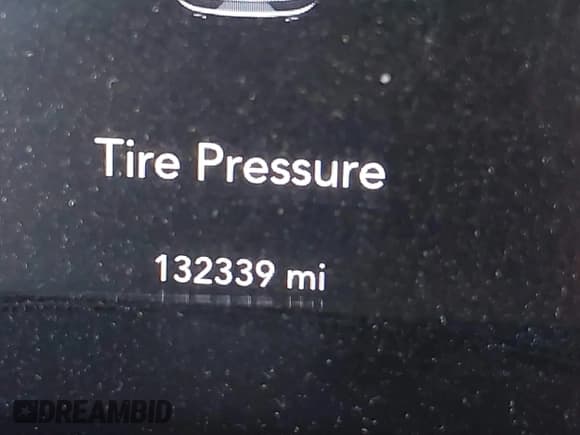 Tire Pressure
132339 mi
DREAMBID